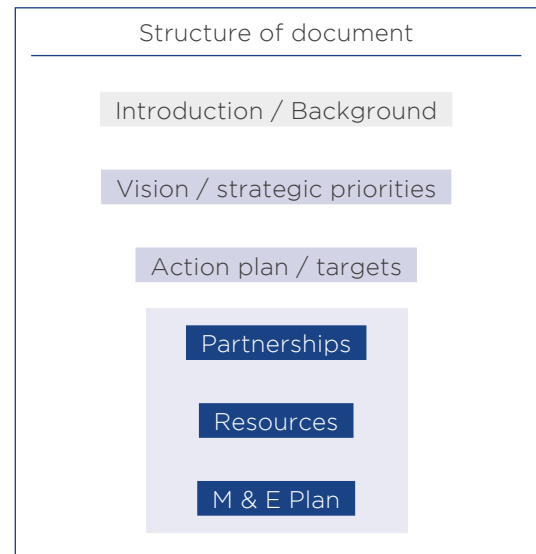 Structure of document
Introduction / Background
Vision / strategic priorities
Action plan / targets
Partnerships
Resources
M & E Plan